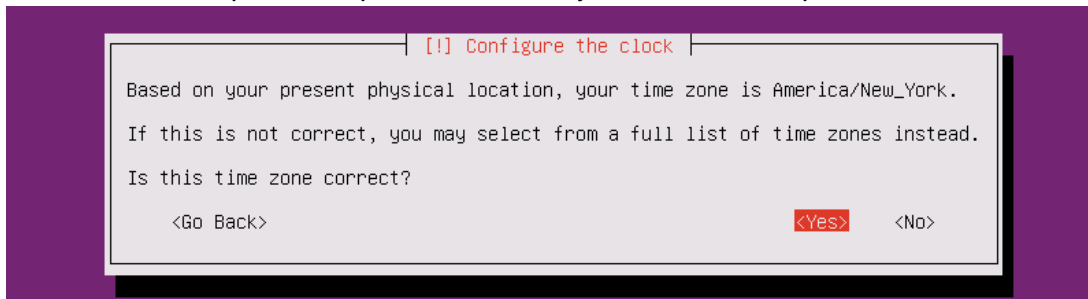 [!] Configure the clock
Based on your present physical location, your time zone is America/New_York.
If this is not correct, you may select from a full list of time zones instead.
Is this time zone correct?
<Go Back> <Yes> <No>